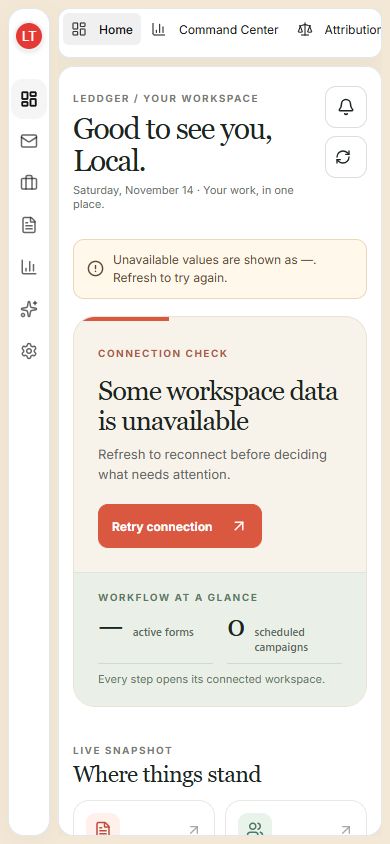 LT
Home
Command Center
Attribution
LEDDGER / YOUR WORKSPACE
Good to see you,
Local.
Saturday, November 14 · Your work, in one
place.
Unavailable values are shown as —.
Refresh to try again.
CONNECTION CHECK
Some workspace data
is unavailable
Refresh to reconnect before deciding
what needs attention.
Retry connection
WORKFLOW AT A GLANCE
— active forms
0 scheduled
campaigns
Every step opens its connected workspace.
LIVE SNAPSHOT
Where things stand